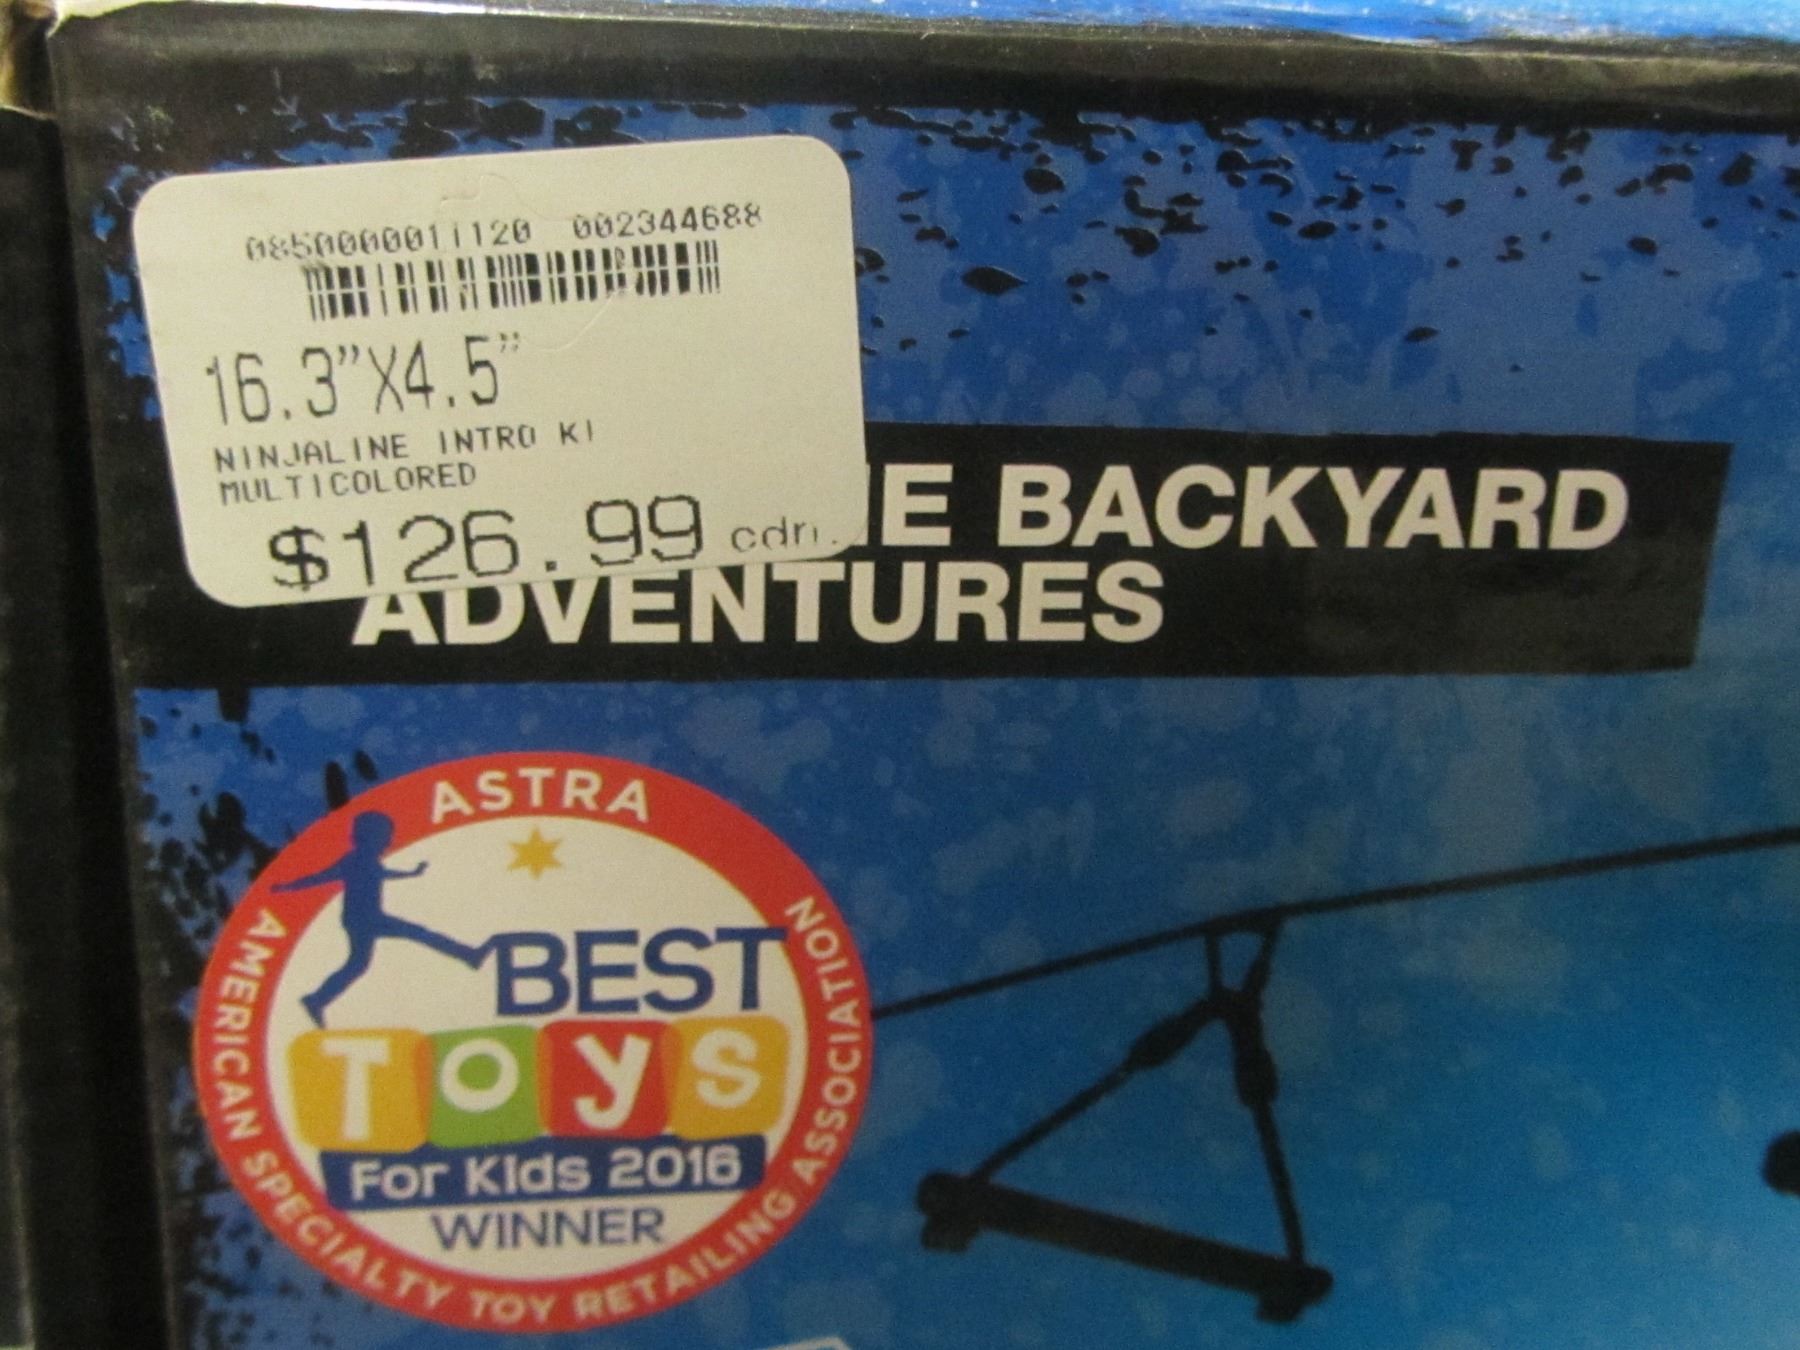 0850000011120 002344688
16.3"X4.5"
NINJALINE INTRO KI
MULTICOLORED
$126.99 cdn.
BACKYARD
ADVENTURES
ASTRA
BEST
TOYS
For Kids 2016
WINNER
AMERICAN SPECIALTY TOY RETAILING ASSOCIATION